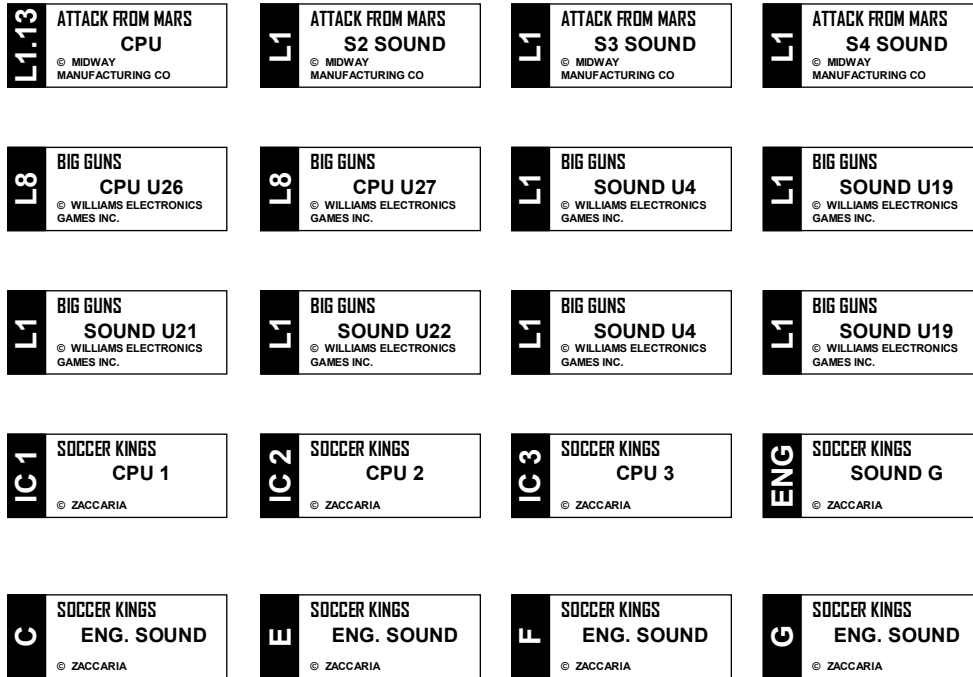 L1.13
ATTACK FROM MARS
CPU
© MIDWAY
MANUFACTURING CO
L1
ATTACK FROM MARS
S2 SOUND
© MIDWAY
MANUFACTURING CO
L1
ATTACK FROM MARS
S3 SOUND
© MIDWAY
MANUFACTURING CO
L1
ATTACK FROM MARS
S4 SOUND
© MIDWAY
MANUFACTURING CO
L8
BIG GUNS
CPU U26
© WILLIAMS ELECTRONICS
GAMES INC.
L8
BIG GUNS
CPU U27
© WILLIAMS ELECTRONICS
GAMES INC.
L1
BIG GUNS
SOUND U4
© WILLIAMS ELECTRONICS
GAMES INC.
L1
BIG GUNS
SOUND U19
© WILLIAMS ELECTRONICS
GAMES INC.
L1
BIG GUNS
SOUND U21
© WILLIAMS ELECTRONICS
GAMES INC.
L1
BIG GUNS
SOUND U22
© WILLIAMS ELECTRONICS
GAMES INC.
L1
BIG GUNS
SOUND U4
© WILLIAMS ELECTRONICS
GAMES INC.
L1
BIG GUNS
SOUND U19
© WILLIAMS ELECTRONICS
GAMES INC.
IC 1
SOCCER KINGS
CPU 1
© ZACCARIA
IC 2
SOCCER KINGS
CPU 2
© ZACCARIA
IC 3
SOCCER KINGS
CPU 3
© ZACCARIA
ENG
SOCCER KINGS
SOUND G
© ZACCARIA
C
SOCCER KINGS
ENG. SOUND
© ZACCARIA
E
SOCCER KINGS
ENG. SOUND
© ZACCARIA
F
SOCCER KINGS
ENG. SOUND
© ZACCARIA
G
SOCCER KINGS
ENG. SOUND
© ZACCARIA